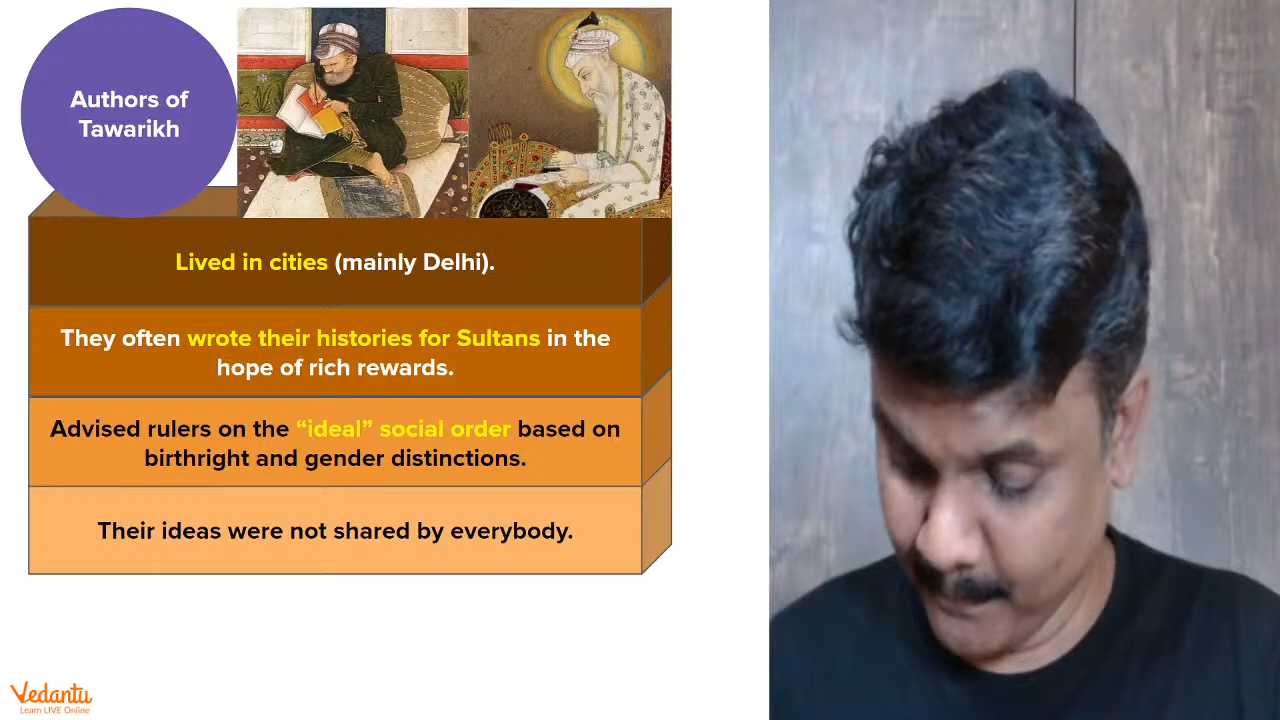 Authors of
Tawarikh
Lived in cities (mainly Delhi).
They often wrote their histories for Sultans in the
hope of rich rewards.
Advised rulers on the “ideal” social order based on
birthright and gender distinctions.
Their ideas were not shared by everybody.
Vedantu
Learn LIVE Online